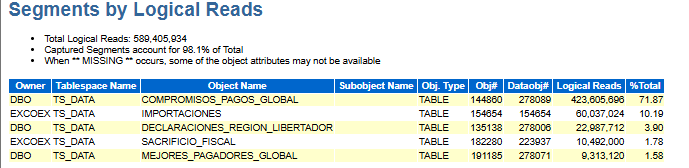 Segments by Logical Reads
Total Logical Reads: 589,405,934
Captured Segments account for 98.1% of Total
When ** MISSING ** occurs, some of the object attributes may not be available
Owner Tablespace Name Object Name Subobject Name Obj. Type Obj# Dataobj# Logical Reads %Total
DBO TS_DATA COMPROMISOS_PAGOS_GLOBAL TABLE 144860 278089 423,605,696 71.87
EXCOEX TS_DATA IMPORTACIONES TABLE 154654 154654 60,037,024 10.19
DBO TS_DATA DECLARACIONES_REGION_LIBERTADOR TABLE 135138 278006 22,987,712 3.90
EXCOEX TS_DATA SACRIFICIO_FISCAL TABLE 182280 223937 10,492,000 1.78
DBO TS_DATA MEJORES_PAGADORES_GLOBAL TABLE 191185 278071 9,313,120 1.58